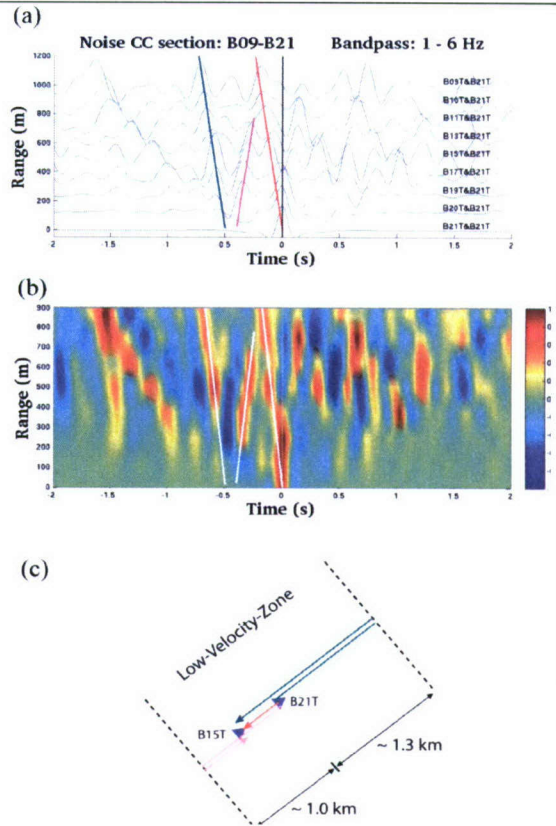 (a)
Noise CC section: B09-B21 Bandpass: 1 - 6 Hz
Range (m)
1200
1000
800
600
400
200
0
B09T&B21T
B10T&B21T
B11T&B21T
B13T&B21T
B15T&B21T
B17T&B21T
B19T&B21T
B20T&B21T
B21T&B21T
-2 -1.5 -1 -0.5 0 0.5 1 1.5 2
Time (s)
(b)
Range (m)
900
800
700
600
500
400
300
200
100
0
-2 -1.5 -1 -0.5 0 0.5 1 1.5 2
Time (s)
(c)
Low-Velocity-Zone
B21T
B15T
~ 1.3 km
~ 1.0 km